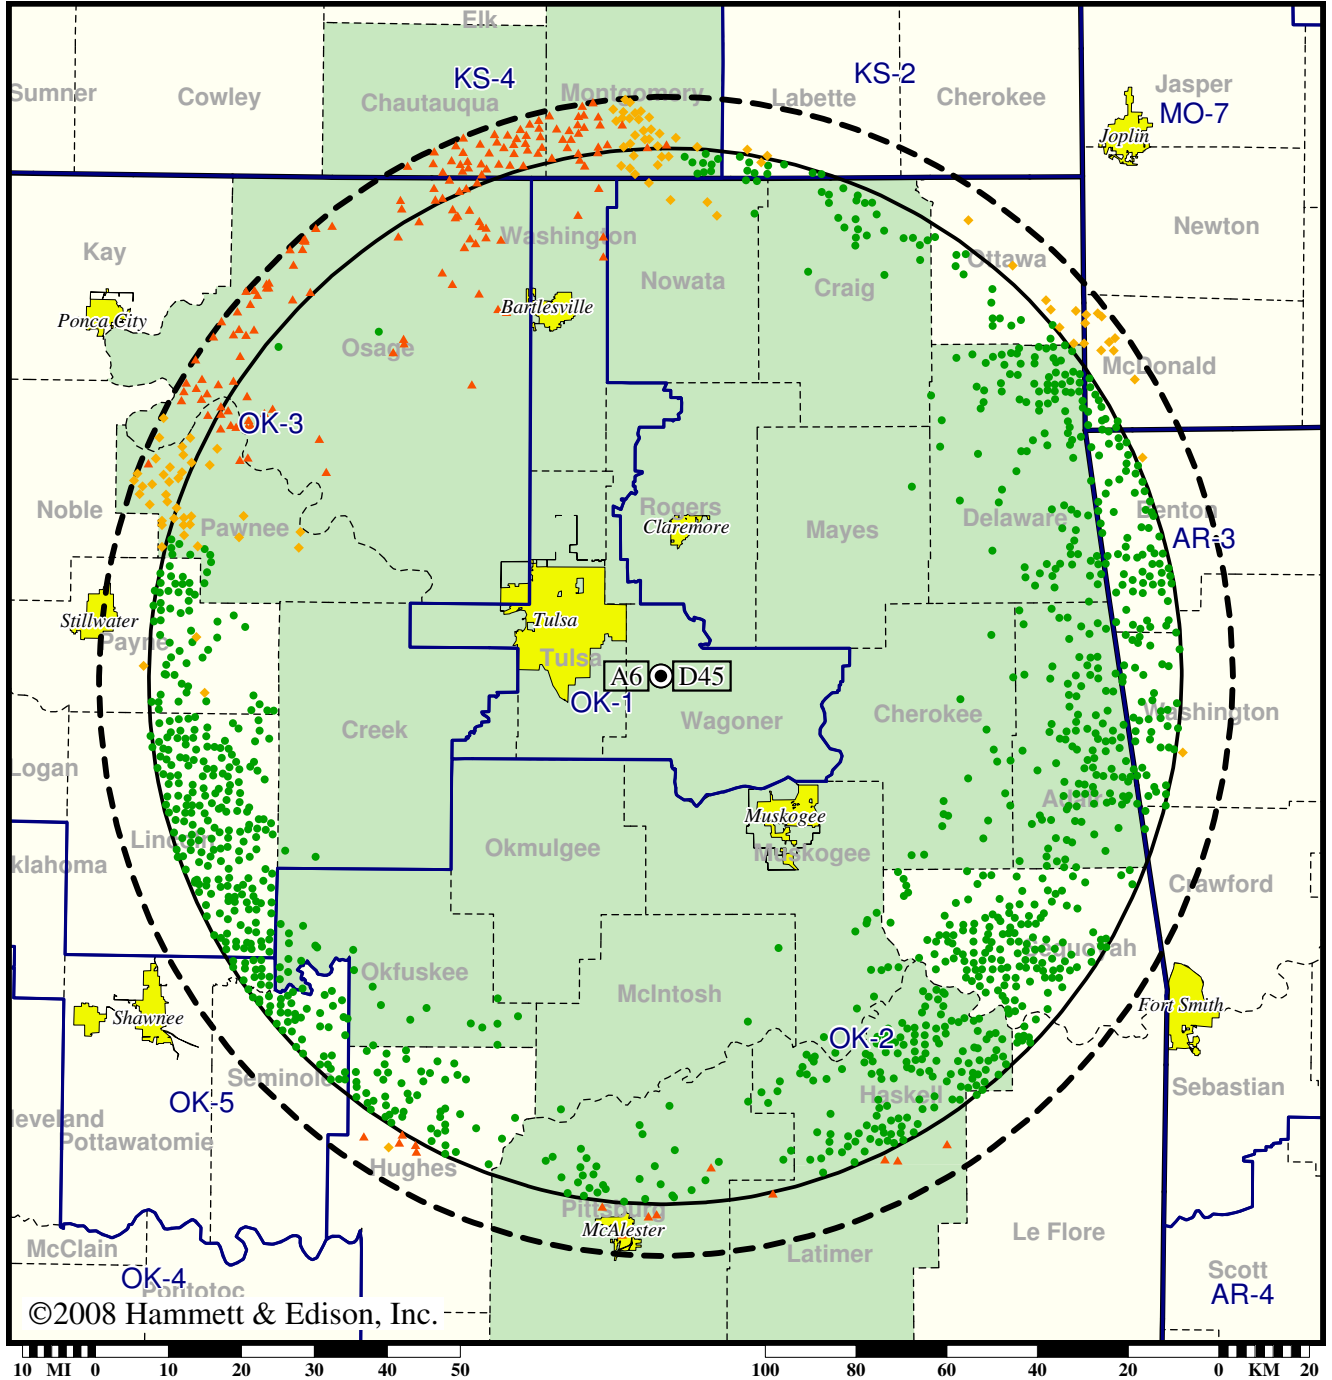 Elk
KS-4
KS-2
Sumner
Cowley
Chautauqua
Montgomery
Labette
Cherokee
Jasper
MO-7
Joplin
Newton
Kay
Washington
Nowata
Craig
Ottawa
Ponca City
Bartlesville
Osage
McDonald
OK-3
Noble
Pawnee
Rogers
Claremore
Mayes
Delaware
Benton
AR-3
Stillwater
Payne
Tulsa
Tulsa
A6
D45
OK-1
Creek
Wagoner
Cherokee
Washington
Logan
Adair
Lincoln
Muskogee
Okmulgee
Muskogee
klahoma
Crawford
Okfuskee
McIntosh
Sequoyah
Shawnee
Fort Smith
OK-2
Seminole
Haskell
Sebastian
OK-5
leveland
Pottawatomie
Hughes
Pittsburg
McAlester
McClain
Latimer
Le Flore
OK-4
Pontotoc
Scott
AR-4
©2008 Hammett & Edison, Inc.
10 MI 0 10 20 30 40 50 100 80 60 40 20 0 KM 20